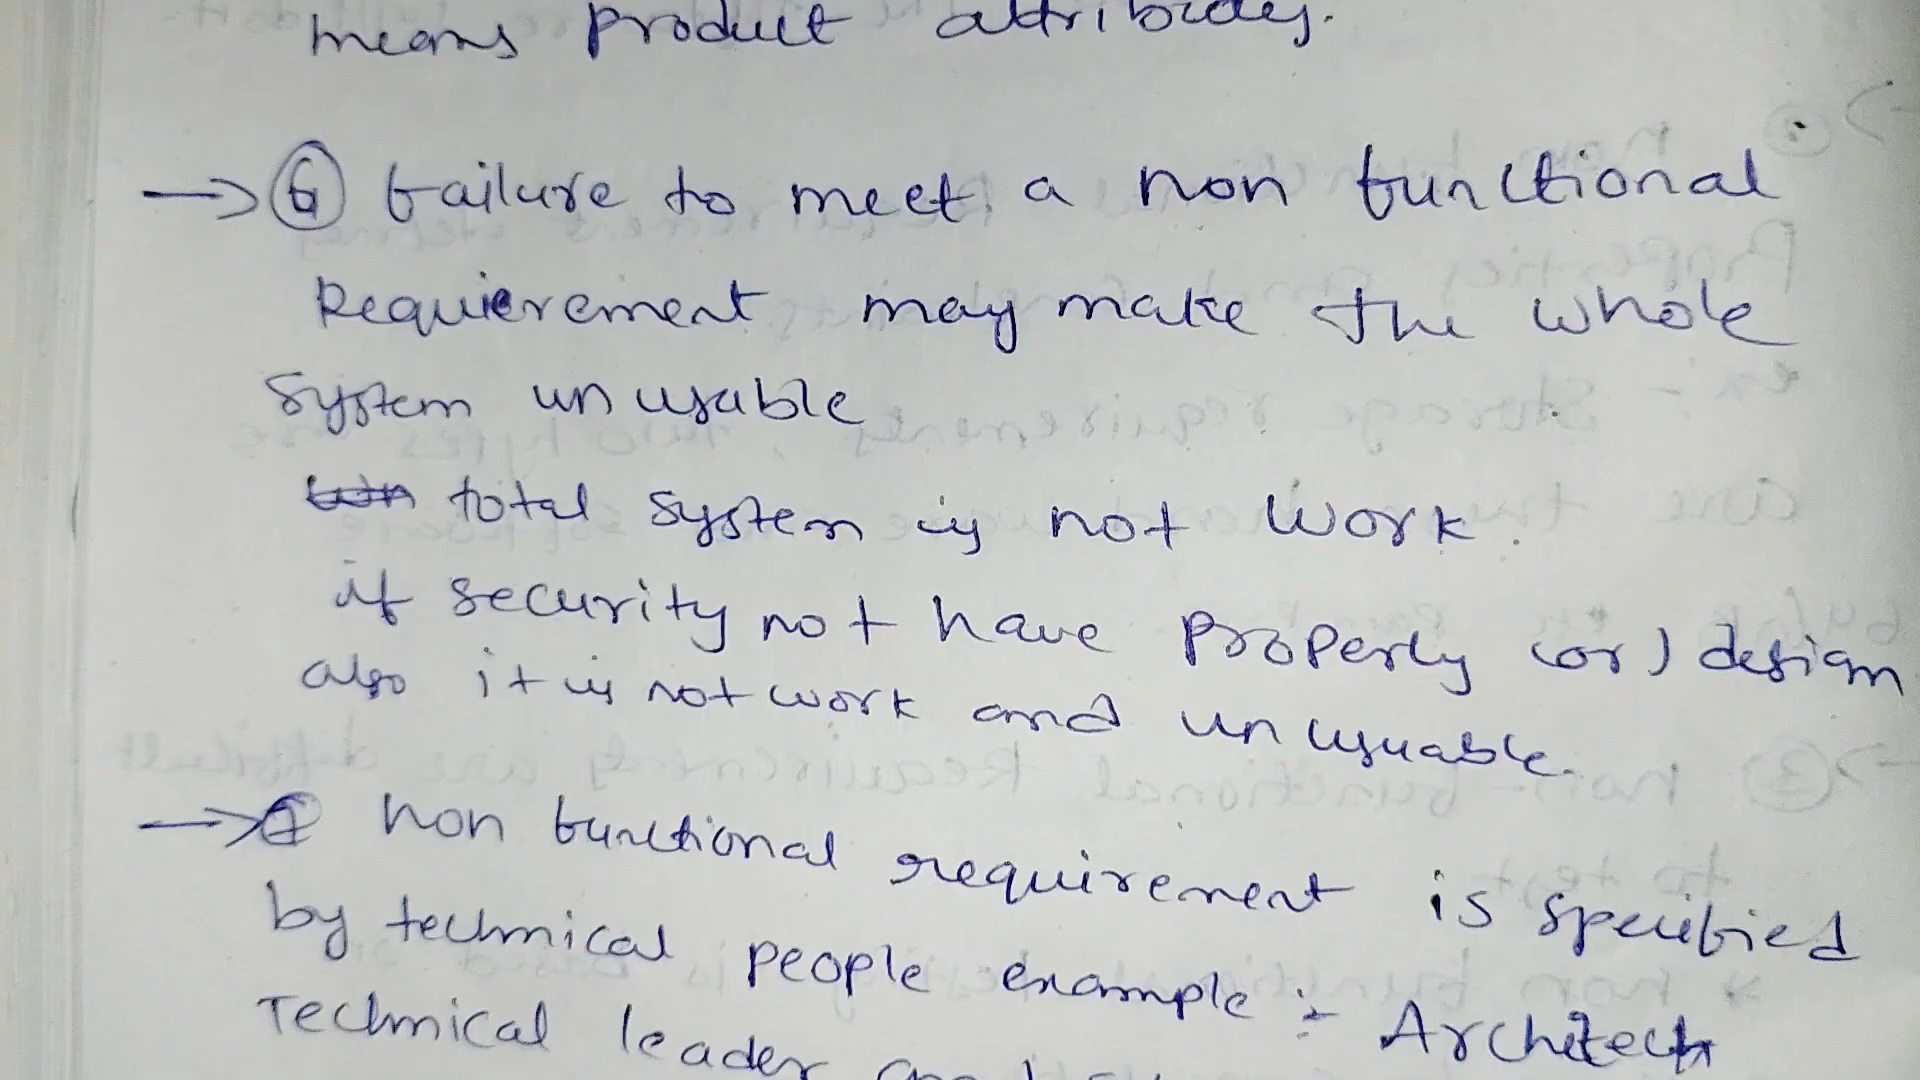 means product attributes.
→ ⑥ failure to meet a non functional
Requierement may make the whole
system unusable
total system is not work.
if security not have properly (or) design
also it is not work and unusuable.
→ ⑦ non functional requirement is specified
by technical people example :- Architect
Technical leader